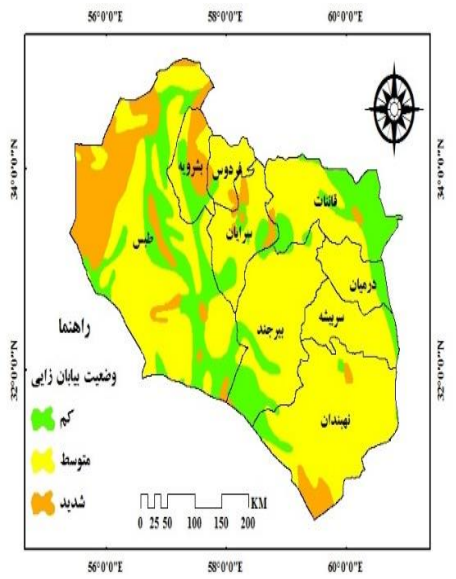 56°0'0"E 58°0'0"E 60°0'0"E
34°0'0"N 34°0'0"N
32°0'0"N 32°0'0"N
بشرویه
فردوس
قائنات
طبس
سرایان
درمیان
سربیشه
بیرجند
نهبندان
راهنما
وضعیت بیابان زایی
کم
متوسط
شدید
0 25 50 100 150 200 KM
56°0'0"E 58°0'0"E 60°0'0"E